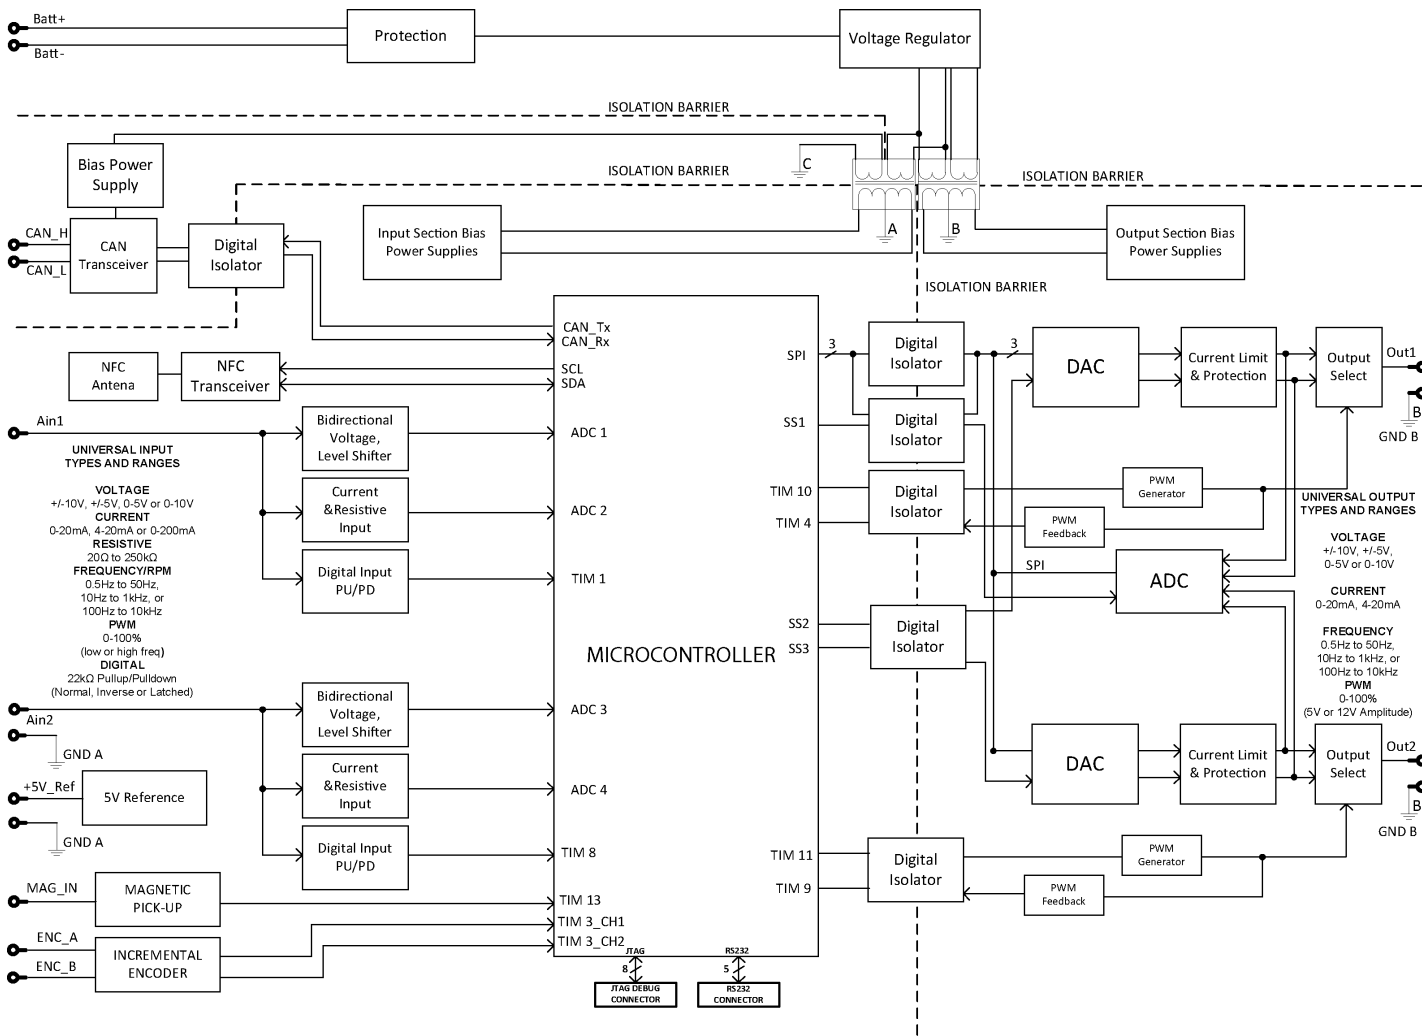 Batt+
Batt-
Protection
Voltage Regulator
ISOLATION BARRIER
ISOLATION BARRIER
ISOLATION BARRIER
C
A
B
Bias Power
Supply
CAN_H
CAN_L
CAN
Transceiver
Digital
Isolator
Input Section Bias
Power Supplies
Output Section Bias
Power Supplies
ISOLATION BARRIER
NFC
Antena
NFC
Transceiver
CAN_Tx
CAN_Rx
SCL
SDA
Ain1
Bidirectional
Voltage,
Level Shifter
ADC 1
Current
&Resistive
Input
ADC 2
Digital Input
PU/PD
TIM 1
UNIVERSAL INPUT
TYPES AND RANGES
VOLTAGE
+/-10V, +/-5V, 0-5V or 0-10V
CURRENT
0-20mA, 4-20mA or 0-200mA
RESISTIVE
20Ω to 250kΩ
FREQUENCY/RPM
0.5Hz to 50Hz,
10Hz to 1kHz, or
100Hz to 10kHz
PWM
0-100%
(low or high freq)
DIGITAL
22kΩ Pullup/Pulldown
(Normal, Inverse or Latched)
MICROCONTROLLER
Ain2
GND A
+5V_Ref
5V Reference
GND A
Bidirectional
Voltage,
Level Shifter
ADC 3
Current
&Resistive
Input
ADC 4
Digital Input
PU/PD
TIM 8
MAG_IN
MAGNETIC
PICK-UP
TIM 13
ENC_A
ENC_B
INCREMENTAL
ENCODER
TIM 3_CH1
TIM 3_CH2
JTAG
8
JTAG DEBUG
CONNECTOR
RS232
5
RS232
CONNECTOR
SPI
3
Digital
Isolator
3
DAC
Current Limit
& Protection
Output
Select
Out1
B
GND B
SS1
Digital
Isolator
TIM 10
TIM 4
Digital
Isolator
PWM
Generator
PWM
Feedback
SPI
ADC
SS2
SS3
Digital
Isolator
UNIVERSAL OUTPUT
TYPES AND RANGES
VOLTAGE
+/-10V, +/-5V,
0-5V or 0-10V
CURRENT
0-20mA, 4-20mA
FREQUENCY
0.5Hz to 50Hz,
10Hz to 1kHz, or
100Hz to 10kHz
PWM
0-100%
(5V or 12V Amplitude)
DAC
Current Limit
& Protection
Output
Select
Out2
B
GND B
TIM 11
TIM 9
Digital
Isolator
PWM
Generator
PWM
Feedback